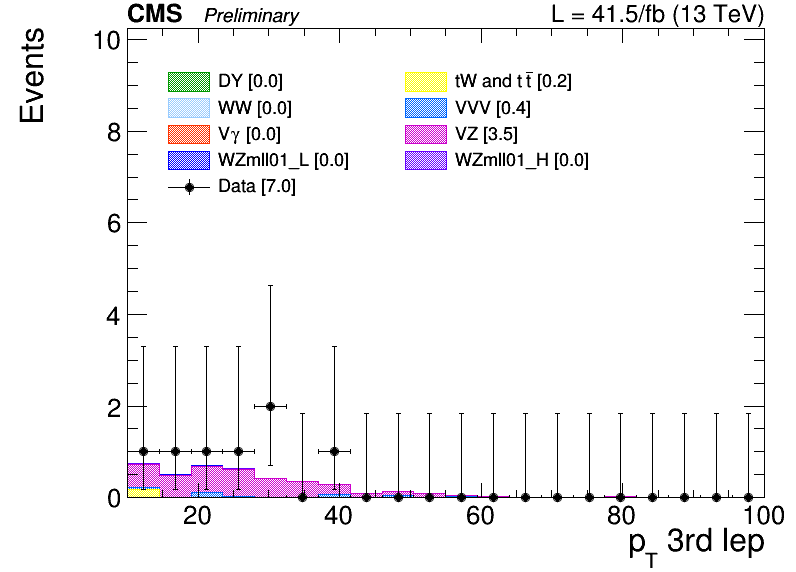 CMS Preliminary L = 41.5/fb (13 TeV)
Events
10
8
6
4
2
0
DY [0.0]
tW and t t̄ [0.2]
WW [0.0]
VVV [0.4]
Vγ [0.0]
VZ [3.5]
WZmll01_L [0.0]
WZmll01_H [0.0]
Data [7.0]
20 40 60 80 100
p_T 3rd lep